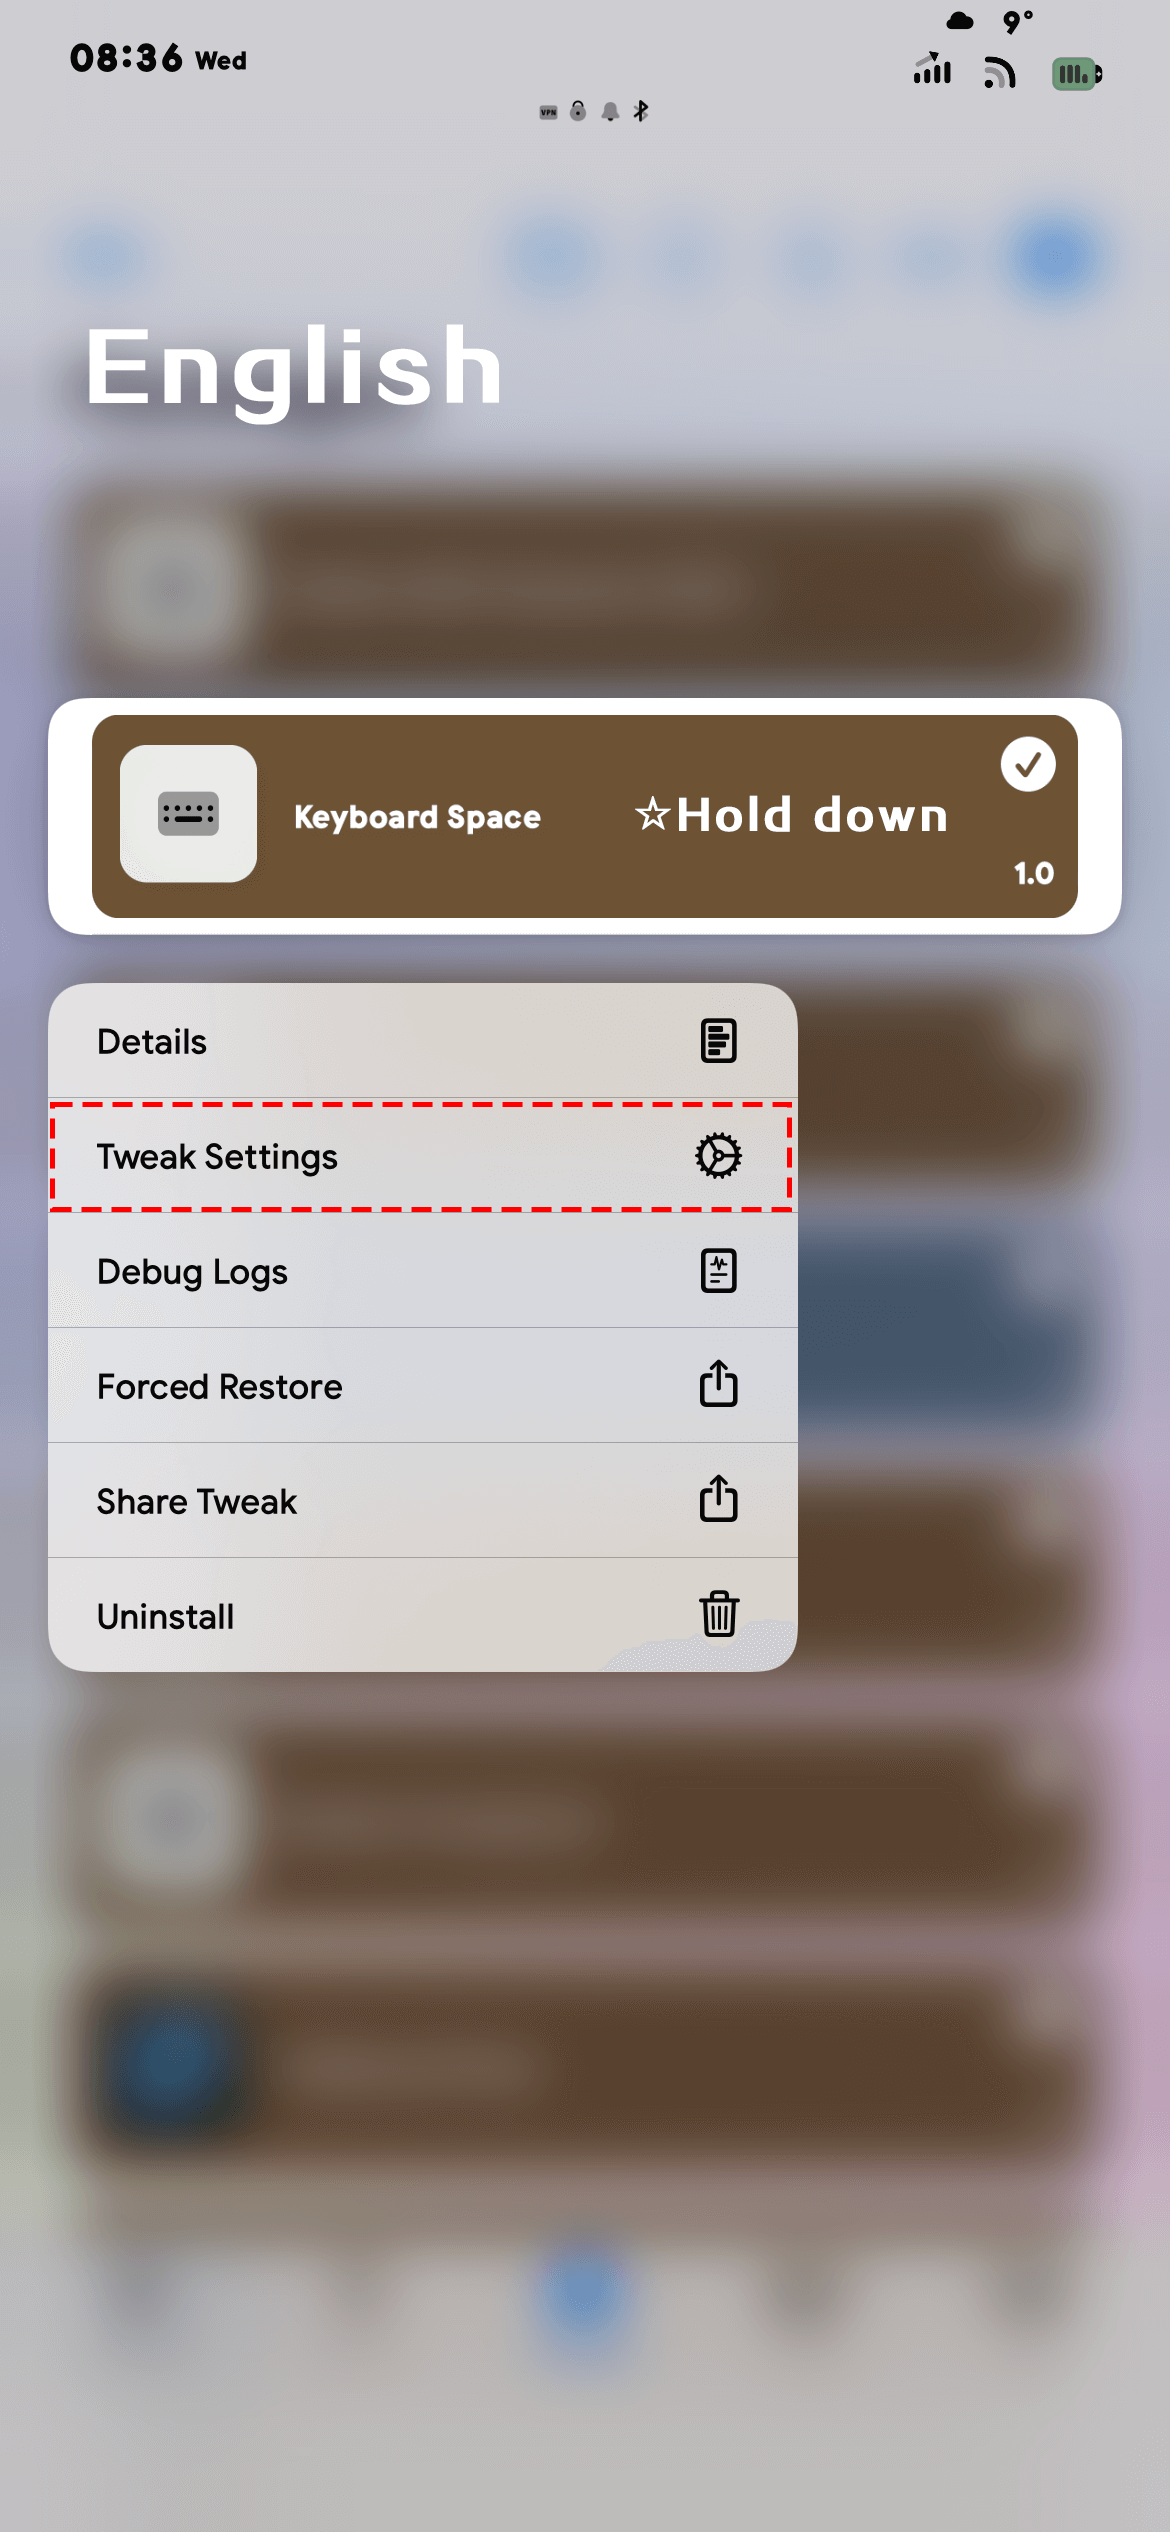 08:36 Wed
9°
VPN
English
Keyboard Space
☆Hold down
1.0
Details
Tweak Settings
Debug Logs
Forced Restore
Share Tweak
Uninstall